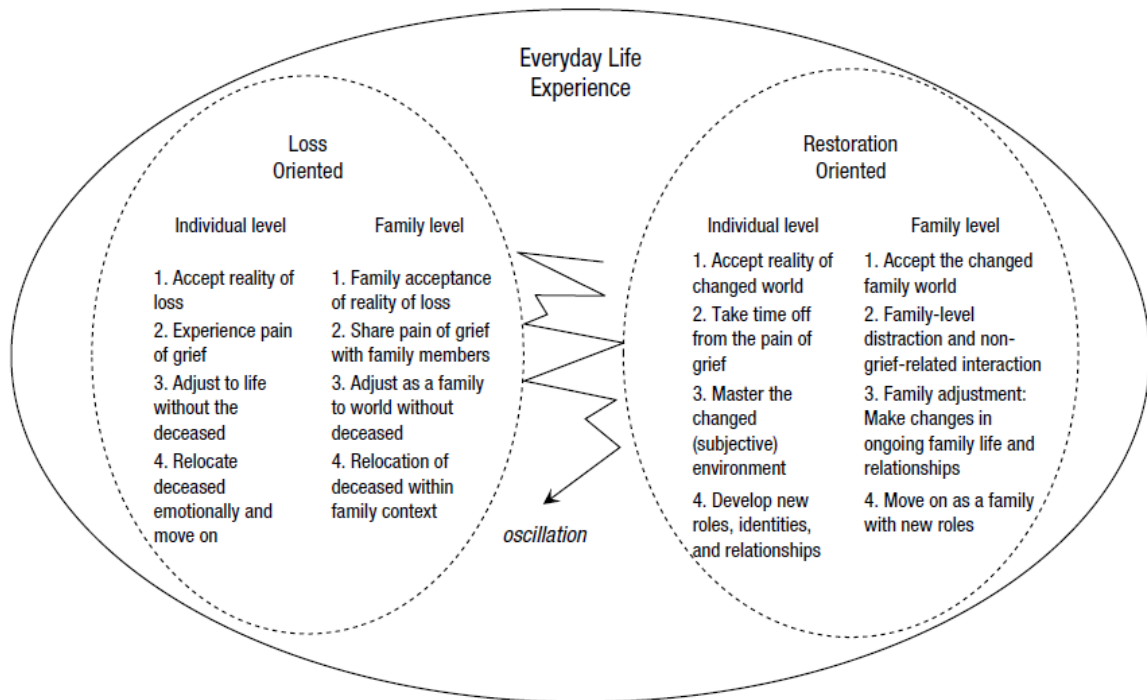 Everyday Life
Experience
Loss
Oriented
Individual level
1. Accept reality of
loss
2. Experience pain
of grief
3. Adjust to life
without the
deceased
4. Relocate
deceased
emotionally and
move on
Family level
1. Family acceptance
of reality of loss
2. Share pain of grief
with family members
3. Adjust as a family
to world without
deceased
4. Relocation of
deceased within
family context
oscillation
Restoration
Oriented
Individual level
1. Accept reality of
changed world
2. Take time off
from the pain of
grief
3. Master the
changed
(subjective)
environment
4. Develop new
roles, identities,
and relationships
Family level
1. Accept the changed
family world
2. Family-level
distraction and non-
grief-related interaction
3. Family adjustment:
Make changes in
ongoing family life and
relationships
4. Move on as a family
with new roles